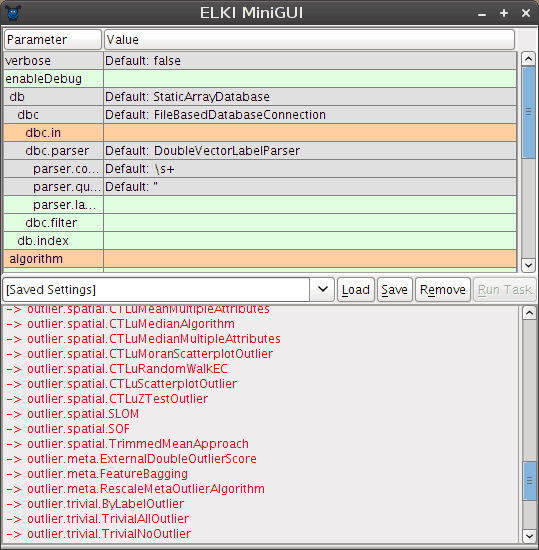 ELKI MiniGUI
Parameter Value
verbose Default: false
enableDebug
db Default: StaticArrayDatabase
dbc Default: FileBasedDatabaseConnection
dbc.in
dbc.parser Default: DoubleVectorLabelParser
parser.co... Default: \s+
parser.qu... Default: "
parser.la...
dbc.filter
db.index
algorithm
[Saved Settings] Load Save Remove Run Task
-> outlier.spatial.CTLuMeanMultipleAttributes
-> outlier.spatial.CTLuMedianAlgorithm
-> outlier.spatial.CTLuMedianMultipleAttributes
-> outlier.spatial.CTLuMoranScatterplotOutlier
-> outlier.spatial.CTLuRandomWalkEC
-> outlier.spatial.CTLuScatterplotOutlier
-> outlier.spatial.CTLuZTestOutlier
-> outlier.spatial.SLOM
-> outlier.spatial.SOF
-> outlier.spatial.TrimmedMeanApproach
-> outlier.meta.ExternalDoubleOutlierScore
-> outlier.meta.FeatureBagging
-> outlier.meta.RescaleMetaOutlierAlgorithm
-> outlier.trivial.ByLabelOutlier
-> outlier.trivial.TrivialAllOutlier
-> outlier.trivial.TrivialNoOutlier